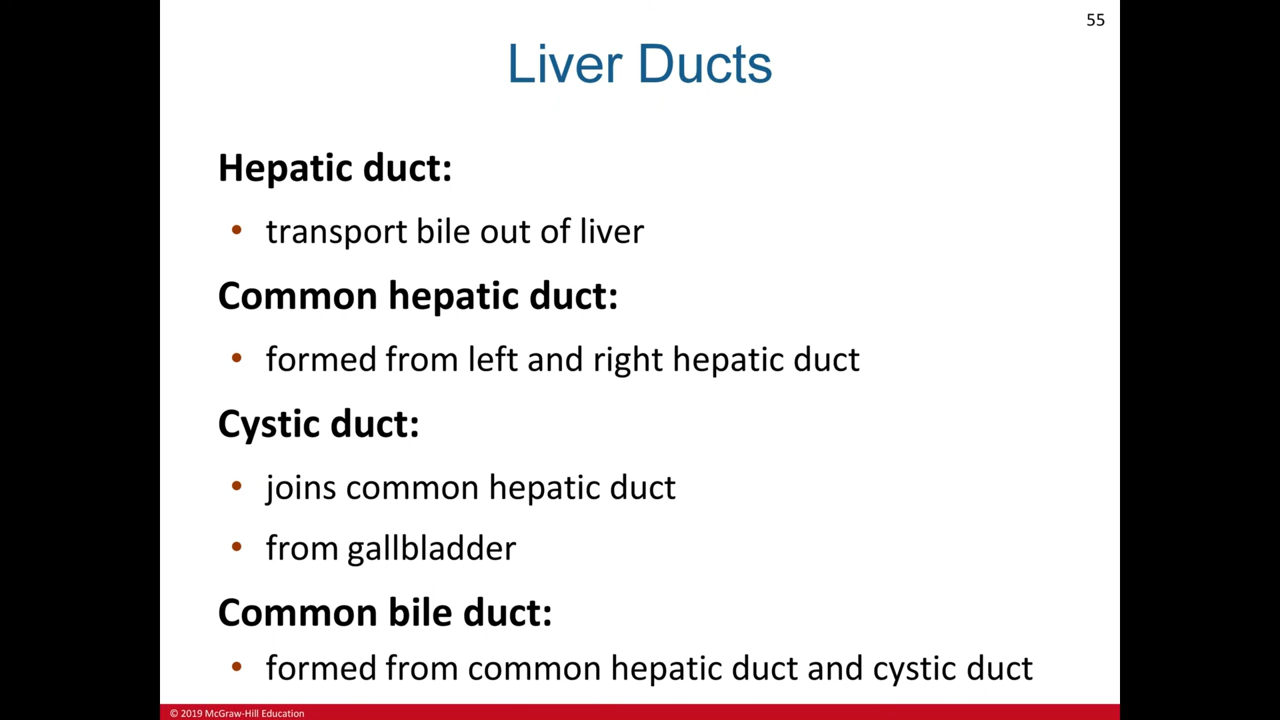 55
Liver Ducts
Hepatic duct:
• transport bile out of liver
Common hepatic duct:
• formed from left and right hepatic duct
Cystic duct:
• joins common hepatic duct
• from gallbladder
Common bile duct:
• formed from common hepatic duct and cystic duct
© 2019 McGraw-Hill Education